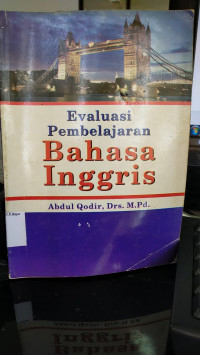 Evaluasi
Pembelajaran
Bahasa
Inggris
Abdul Qodir, Drs. M.Pd.